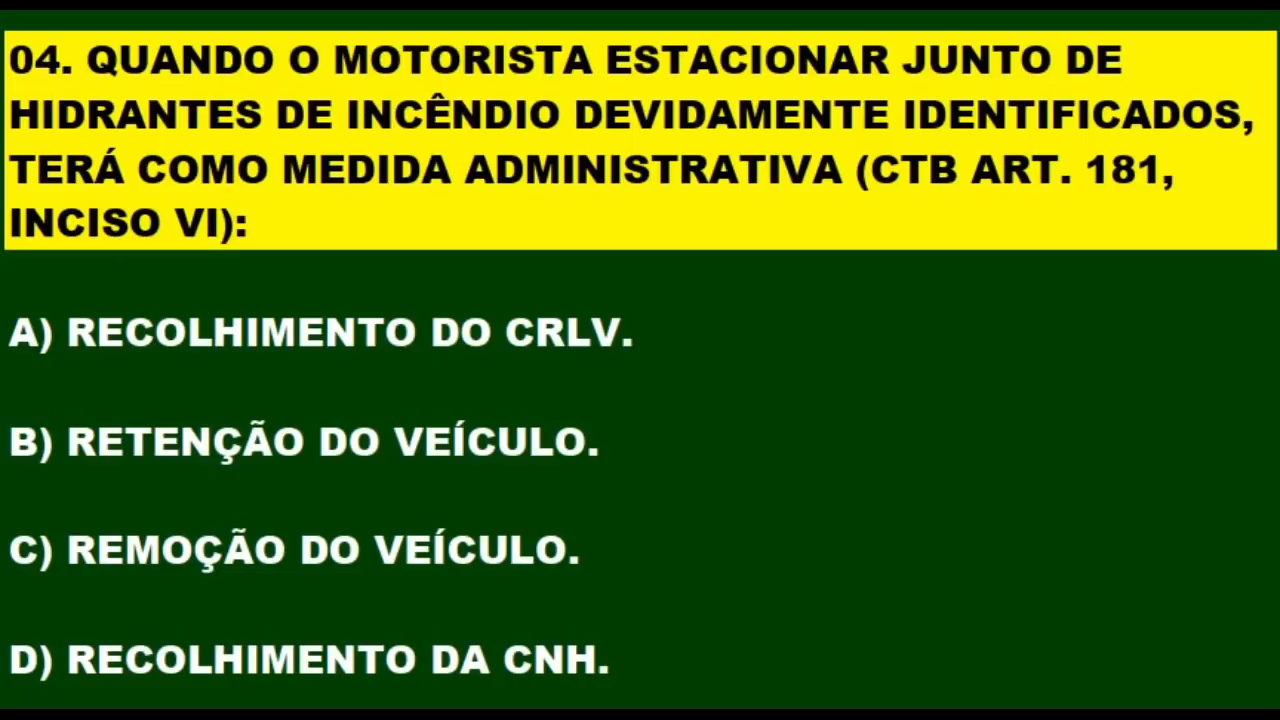 04. QUANDO O MOTORISTA ESTACIONAR JUNTO DE
HIDRANTES DE INCÊNDIO DEVIDAMENTE IDENTIFICADOS,
TERÁ COMO MEDIDA ADMINISTRATIVA (CTB ART. 181,
INCISO VI):
A) RECOLHIMENTO DO CRLV.
B) RETENÇÃO DO VEÍCULO.
C) REMOÇÃO DO VEÍCULO.
D) RECOLHIMENTO DA CNH.